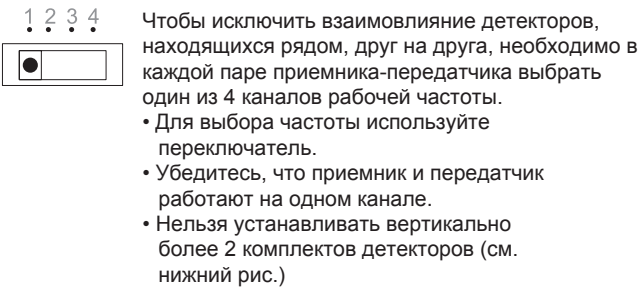 1 2 3 4
Чтобы исключить взаимовлияние детекторов,
находящихся рядом, друг на друга, необходимо в
каждой паре приемника-передатчика выбрать
один из 4 каналов рабочей частоты.
• Для выбора частоты используйте
переключатель.
• Убедитесь, что приемник и передатчик
работают на одном канале.
• Нельзя устанавливать вертикально
более 2 комплектов детекторов (см.
нижний рис.)